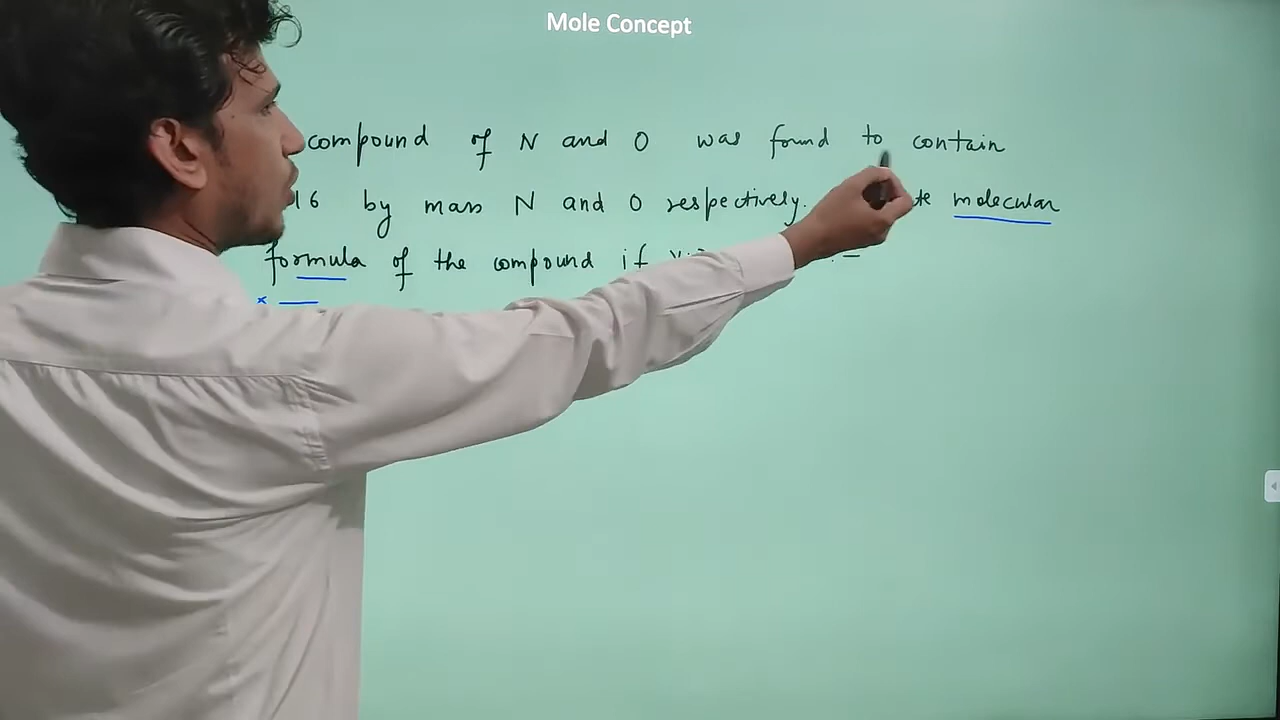 Mole Concept
compound of N and O was found to contain
16 by mass N and O respectively. molecular
formula of the compound if
×